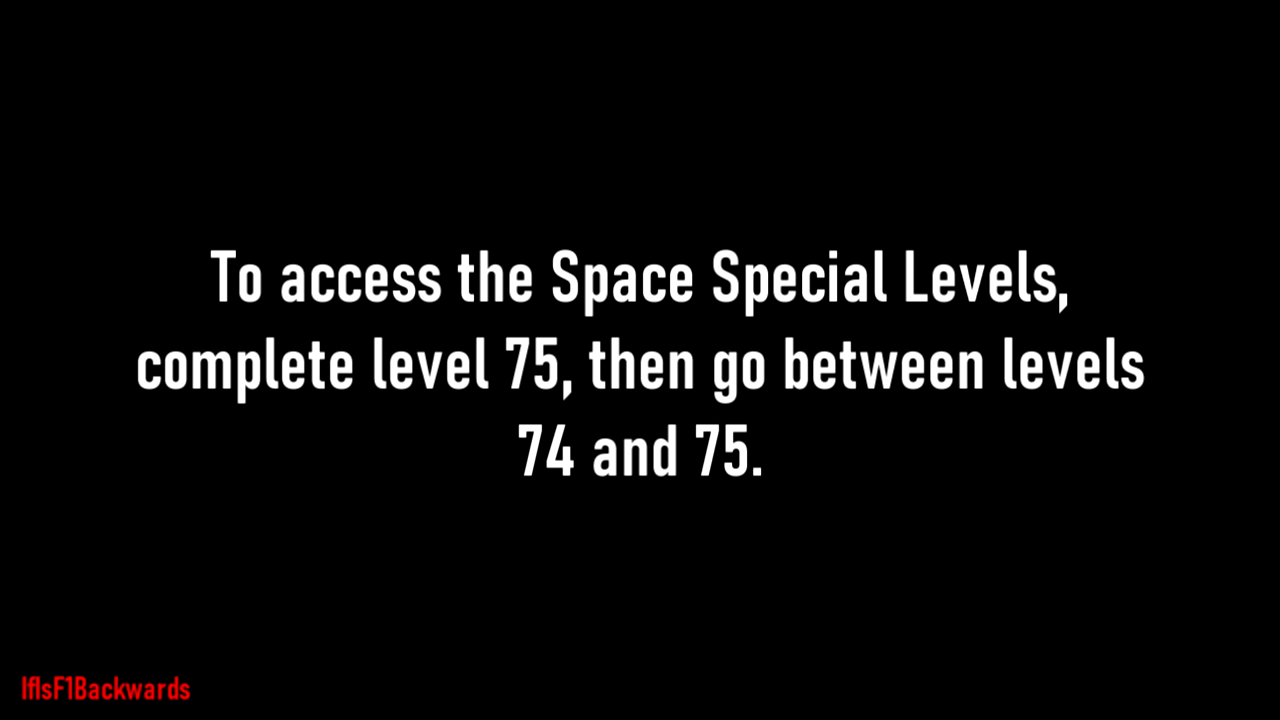 To access the Space Special Levels,
complete level 75, then go between levels
74 and 75.
IfIsF1Backwards